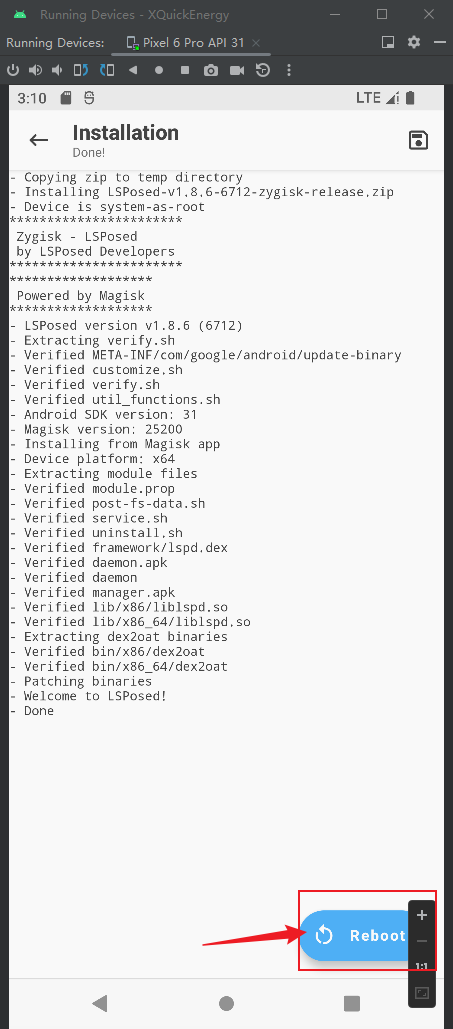 Running Devices - XQuickEnergy
Running Devices: Pixel 6 Pro API 31
3:10 LTE
Installation
Done!
- Copying zip to temp directory
- Installing LSPosed-v1.8.6-6712-zygisk-release.zip
- Device is system-as-root
***********************
Zygisk - LSPosed
by LSPosed Developers
***********************
*******************
Powered by Magisk
*******************
- LSPosed version v1.8.6 (6712)
- Extracting verify.sh
- Verified META-INF/com/google/android/update-binary
- Verified customize.sh
- Verified verify.sh
- Verified util_functions.sh
- Android SDK version: 31
- Magisk version: 25200
- Installing from Magisk app
- Device platform: x64
- Extracting module files
- Verified module.prop
- Verified post-fs-data.sh
- Verified service.sh
- Verified uninstall.sh
- Verified framework/lspd.dex
- Verified daemon.apk
- Verified daemon
- Verified manager.apk
- Verified lib/x86/liblspd.so
- Verified lib/x86_64/liblspd.so
- Extracting dex2oat binaries
- Verified bin/x86/dex2oat
- Verified bin/x86_64/dex2oat
- Patching binaries
- Welcome to LSPosed!
- Done
Reboot
1:1